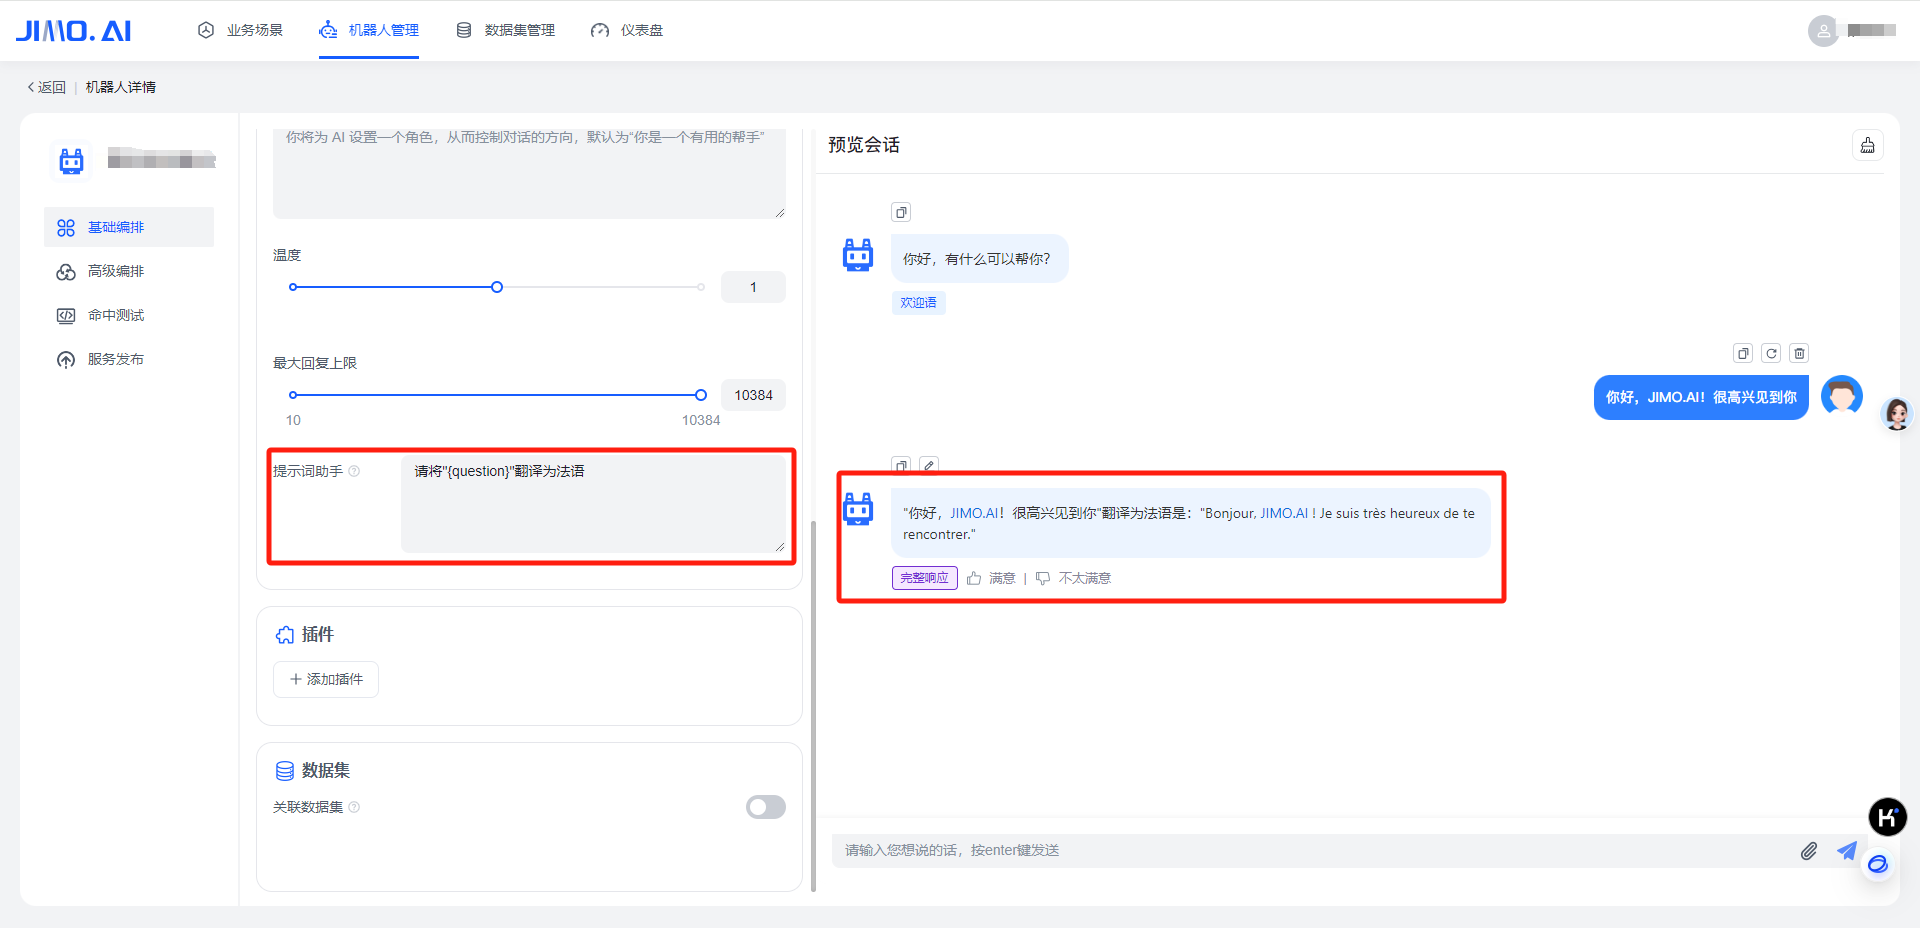 JIMO.AI
业务场景
机器人管理
数据集管理
仪表盘
返回 | 机器人详情
基础编排
高级编排
命中测试
服务发布
你将为 AI 设置一个角色，从而控制对话的方向，默认为"你是一个有用的帮手"
温度
1
最大回复上限
10384
10
10384
提示词助手
请将"{question}"翻译为法语
插件
添加插件
数据集
关联数据集
预览会话
你好，有什么可以帮你？
欢迎语
你好，JIMO.AI！很高兴见到你
"你好，JIMO.AI！很高兴见到你"翻译为法语是："Bonjour, JIMO.AI ! Je suis très heureux de te
rencontrer."
完整响应
满意 | 不太满意
请输入您想说的话，按enter键发送
K